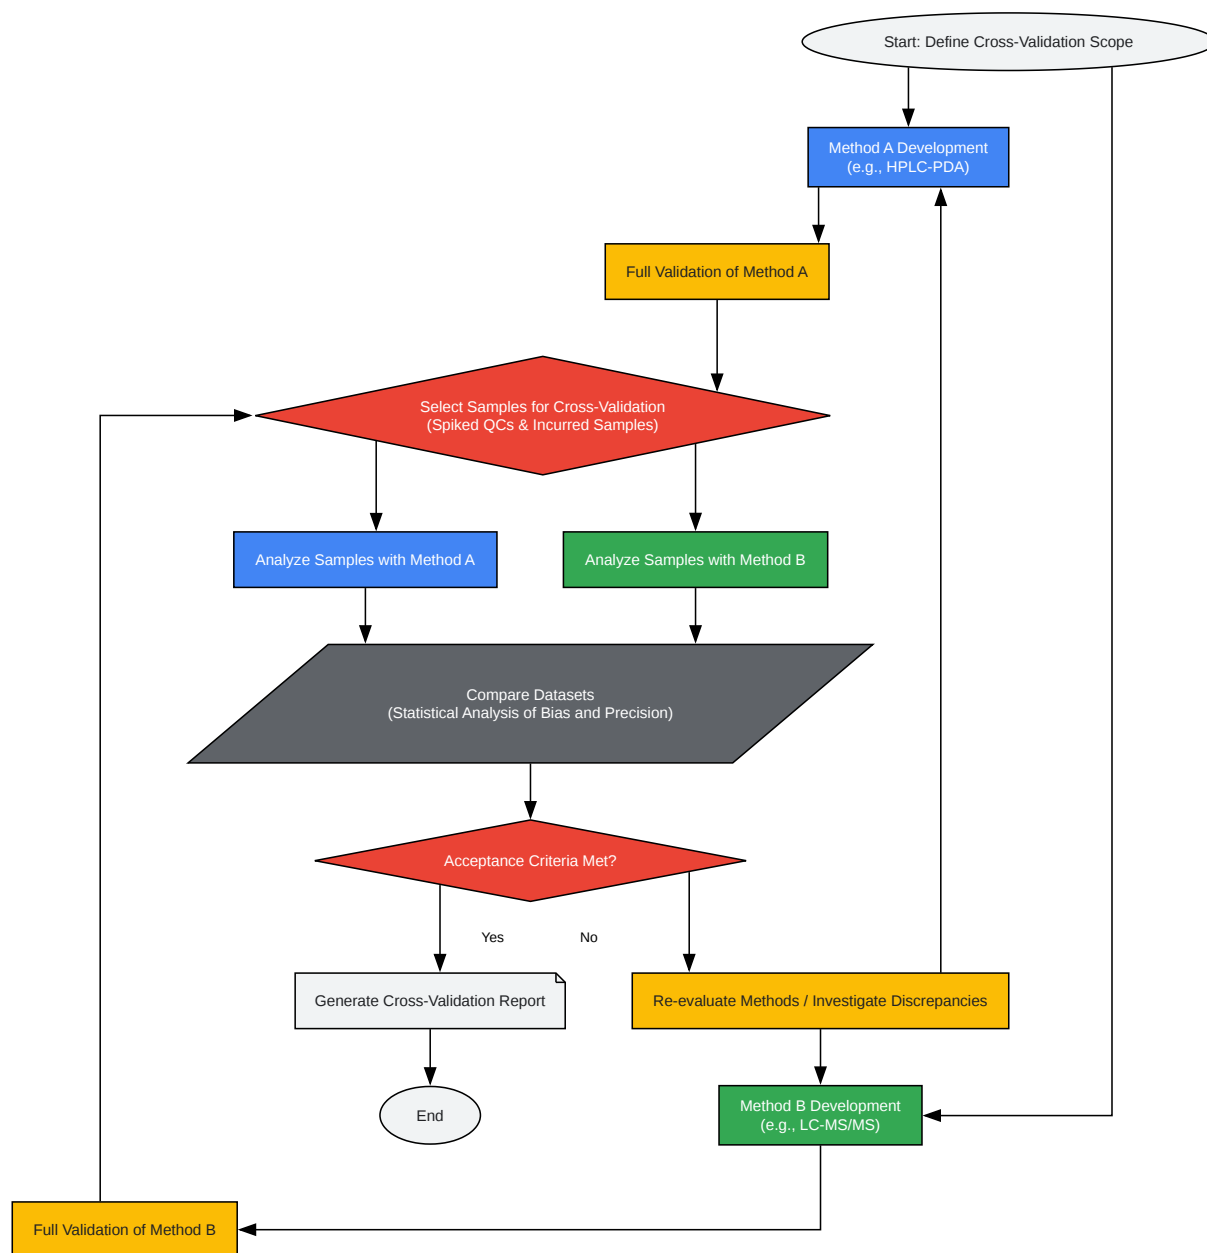 Start: Define Cross-Validation Scope
Method A Development
(e.g., HPLC-PDA)
Full Validation of Method A
Select Samples for Cross-Validation
(Spiked QCs & Incurred Samples)
Analyze Samples with Method A
Analyze Samples with Method B
Compare Datasets
(Statistical Analysis of Bias and Precision)
Acceptance Criteria Met?
Yes
No
Generate Cross-Validation Report
Re-evaluate Methods / Investigate Discrepancies
End
Method B Development
(e.g., LC-MS/MS)
Full Validation of Method B